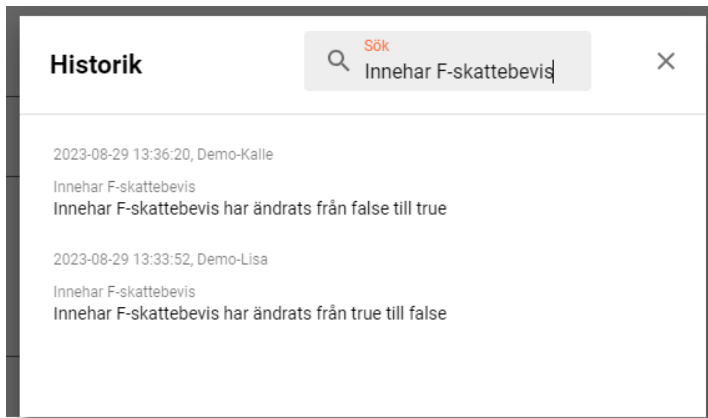 Historik
Sök
Innehar F-skattebevis
2023-08-29 13:36:20, Demo-Kalle
Innehar F-skattebevis
Innehar F-skattebevis har ändrats från false till true
2023-08-29 13:33:52, Demo-Lisa
Innehar F-skattebevis
Innehar F-skattebevis har ändrats från true till false